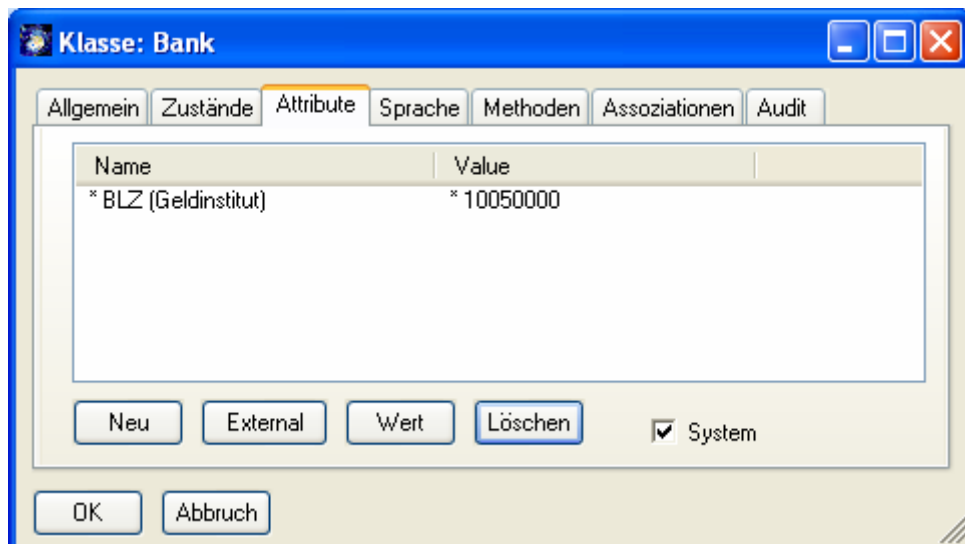 Klasse: Bank
Allgemein Zustände Attribute Sprache Methoden Assoziationen Audit
Name Value
* BLZ (Geldinstitut) * 10050000
Neu External Wert Löschen System
OK Abbruch